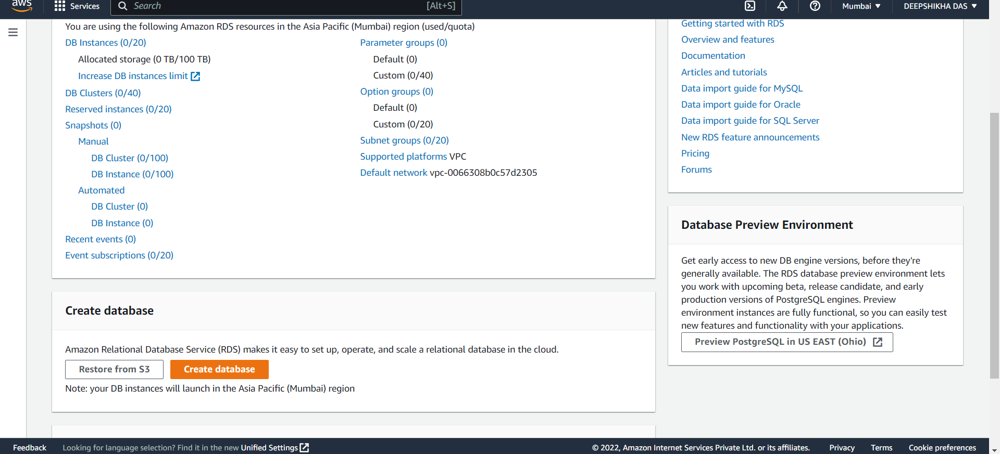 aws
Services
Search
[Alt+S]
Mumbai ▼
DEEPSHIKHA DAS ▼
You are using the following Amazon RDS resources in the Asia Pacific (Mumbai) region (used/quota)
DB Instances (0/20)
Allocated storage (0 TB/100 TB)
Increase DB instances limit
DB Clusters (0/40)
Reserved instances (0/20)
Snapshots (0)
Manual
DB Cluster (0/100)
DB Instance (0/100)
Automated
DB Cluster (0)
DB Instance (0)
Recent events (0)
Event subscriptions (0/20)
Parameter groups (0)
Default (0)
Custom (0/40)
Option groups (0)
Default (0)
Custom (0/20)
Subnet groups (0/20)
Supported platforms VPC
Default network vpc-0066308b0c57d2305
Getting started with RDS
Overview and features
Documentation
Articles and tutorials
Data import guide for MySQL
Data import guide for Oracle
Data import guide for SQL Server
New RDS feature announcements
Pricing
Forums
Database Preview Environment
Get early access to new DB engine versions, before they're
generally available. The RDS database preview environment lets
you work with upcoming beta, release candidate, and early
production versions of PostgreSQL engines. Preview
environment instances are fully functional, so you can easily test
new features and functionality with your applications.
Preview PostgreSQL in US EAST (Ohio)
Create database
Amazon Relational Database Service (RDS) makes it easy to set up, operate, and scale a relational database in the cloud.
Restore from S3
Create database
Note: your DB instances will launch in the Asia Pacific (Mumbai) region
Feedback
Looking for language selection? Find it in the new Unified Settings
© 2022, Amazon Internet Services Private Ltd. or its affiliates.
Privacy
Terms
Cookie preferences